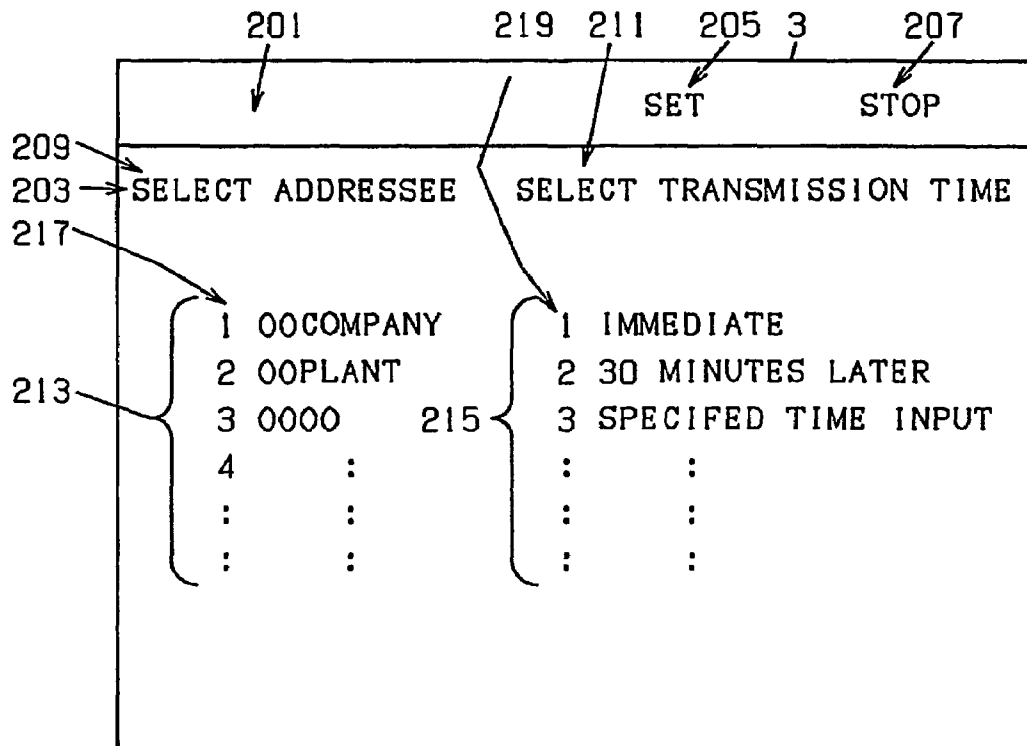 201 219 211 205 3 207
SET STOP
209
203 SELECT ADDRESSEE SELECT TRANSMISSION TIME
217
1 OOCOMPANY 1 IMMEDIATE
2 OOPLANT 2 30 MINUTES LATER
213 3 OOOO 215 3 SPECIFED TIME INPUT
4 : : :
: : : :
: : : :